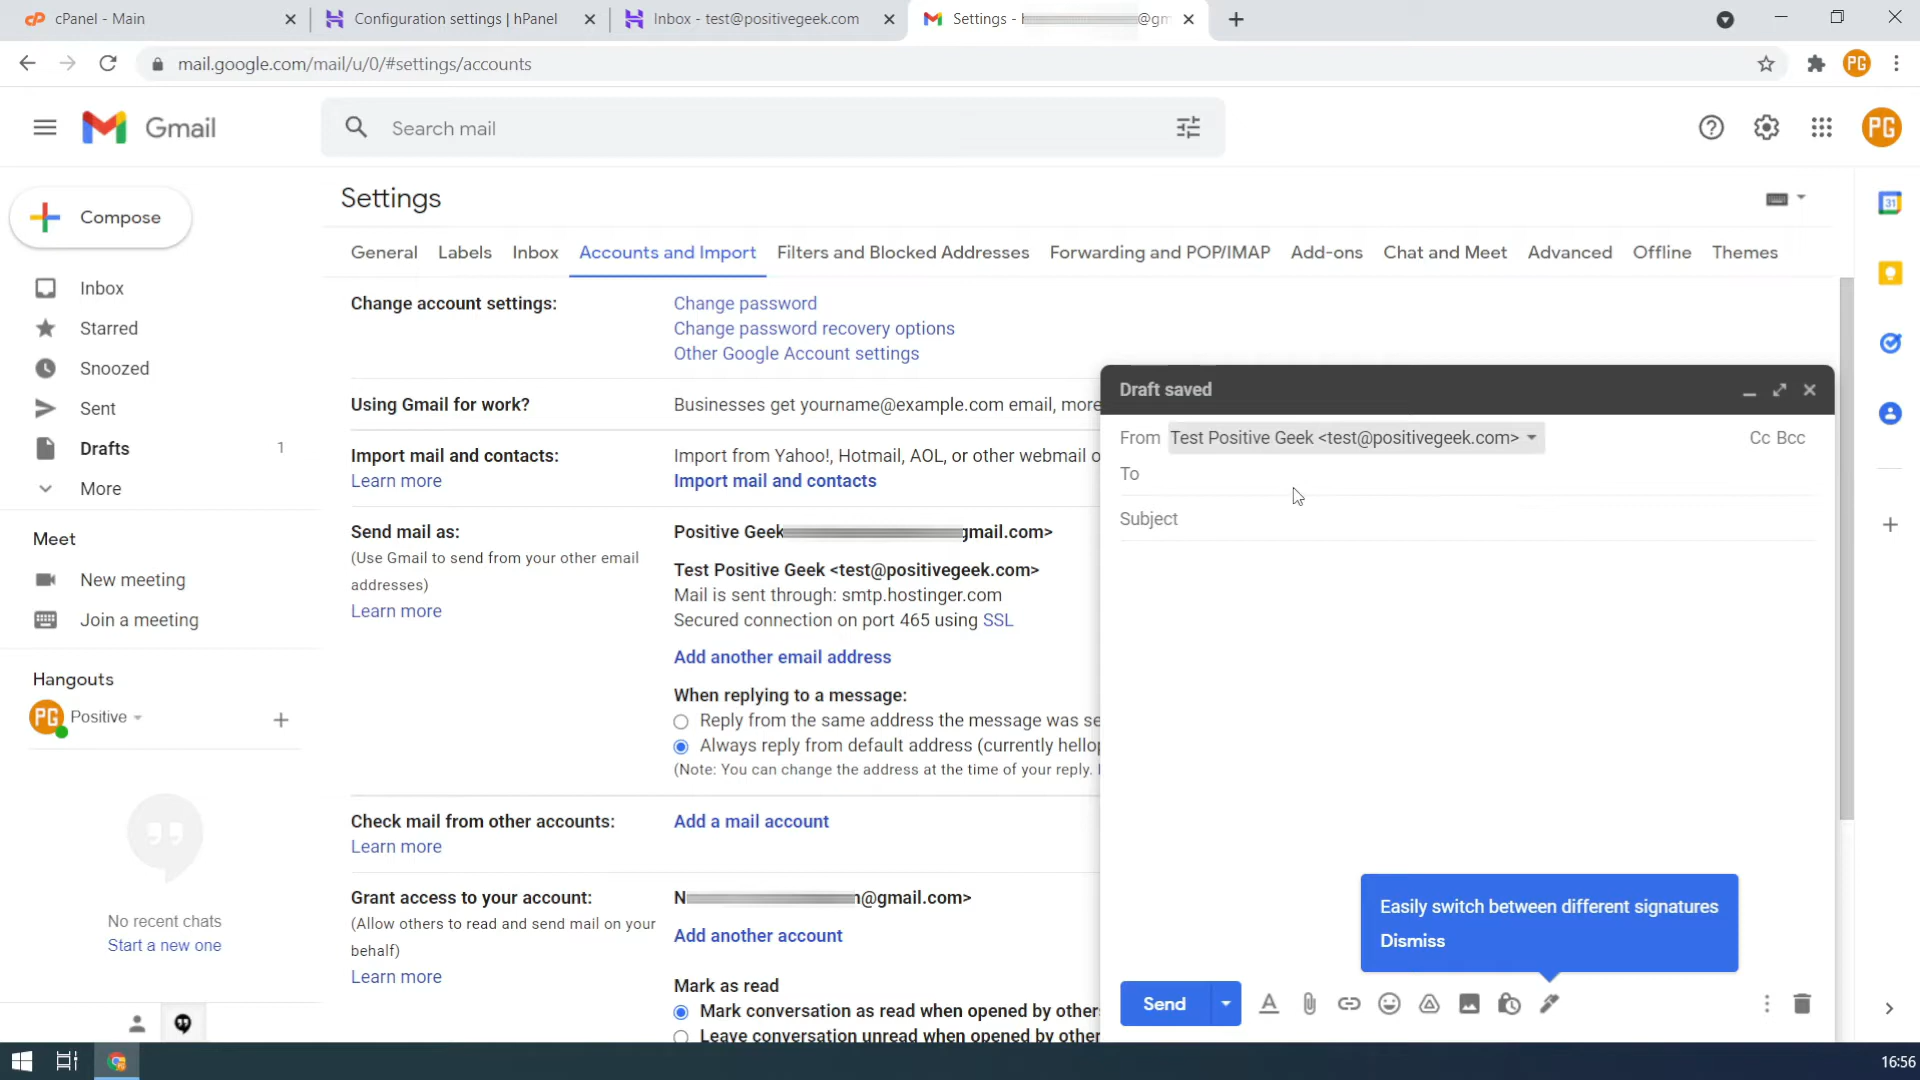 cPanel - Main
Configuration settings | hPanel
Inbox - test@positivegeek.com
Settings - @gm
PG
mail.google.com/mail/u/0/#settings/accounts
Gmail
Search mail
PG
Compose
Inbox
Starred
Snoozed
Sent
Drafts 1
More
Meet
New meeting
Join a meeting
Hangouts
PG Positive
No recent chats
Start a new one
Settings
General Labels Inbox Accounts and Import Filters and Blocked Addresses Forwarding and POP/IMAP Add-ons Chat and Meet Advanced Offline Themes
Change account settings:
Change password
Change password recovery options
Other Google Account settings
Using Gmail for work?
Businesses get yourname@example.com email, more
Import mail and contacts:
Learn more
Import from Yahoo!, Hotmail, AOL, or other webmail o
Import mail and contacts
Send mail as:
(Use Gmail to send from your other email
addresses)
Learn more
Positive Geek gmail.com>
Test Positive Geek <test@positivegeek.com>
Mail is sent through: smtp.hostinger.com
Secured connection on port 465 using SSL
Add another email address
When replying to a message:
Reply from the same address the message was se
Always reply from default address (currently hellop
(Note: You can change the address at the time of your reply.
Check mail from other accounts:
Learn more
Add a mail account
Grant access to your account:
(Allow others to read and send mail on your
behalf)
Learn more
N @gmail.com>
Add another account
Mark as read
Mark conversation as read when opened by other
Leave conversation unread when opened by other
Draft saved
From Test Positive Geek <test@positivegeek.com>
Cc Bcc
To
Subject
Easily switch between different signatures
Dismiss
Send
31
16:56